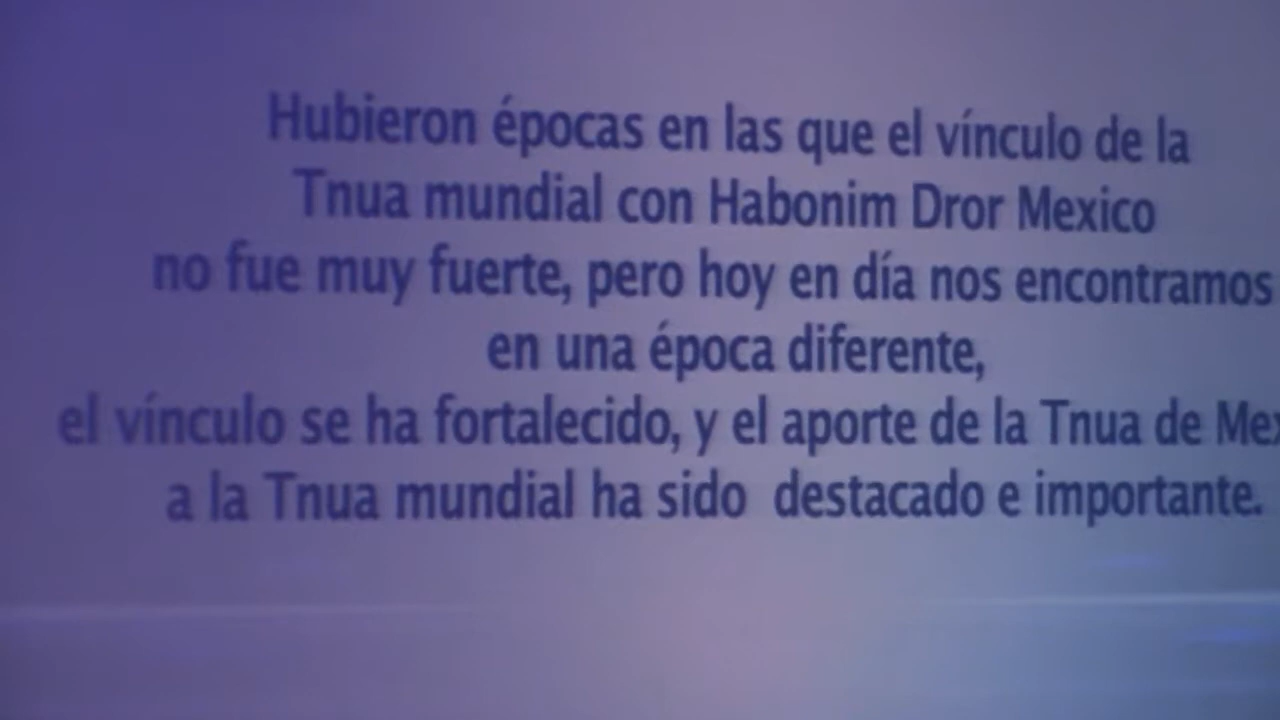 Hubieron épocas en las que el vínculo de la
Tnua mundial con Habonim Dror Mexico
no fue muy fuerte, pero hoy en día nos encontramos
en una época diferente,
el vínculo se ha fortalecido, y el aporte de la Tnua de
a la Tnua mundial ha sido destacado e importante.